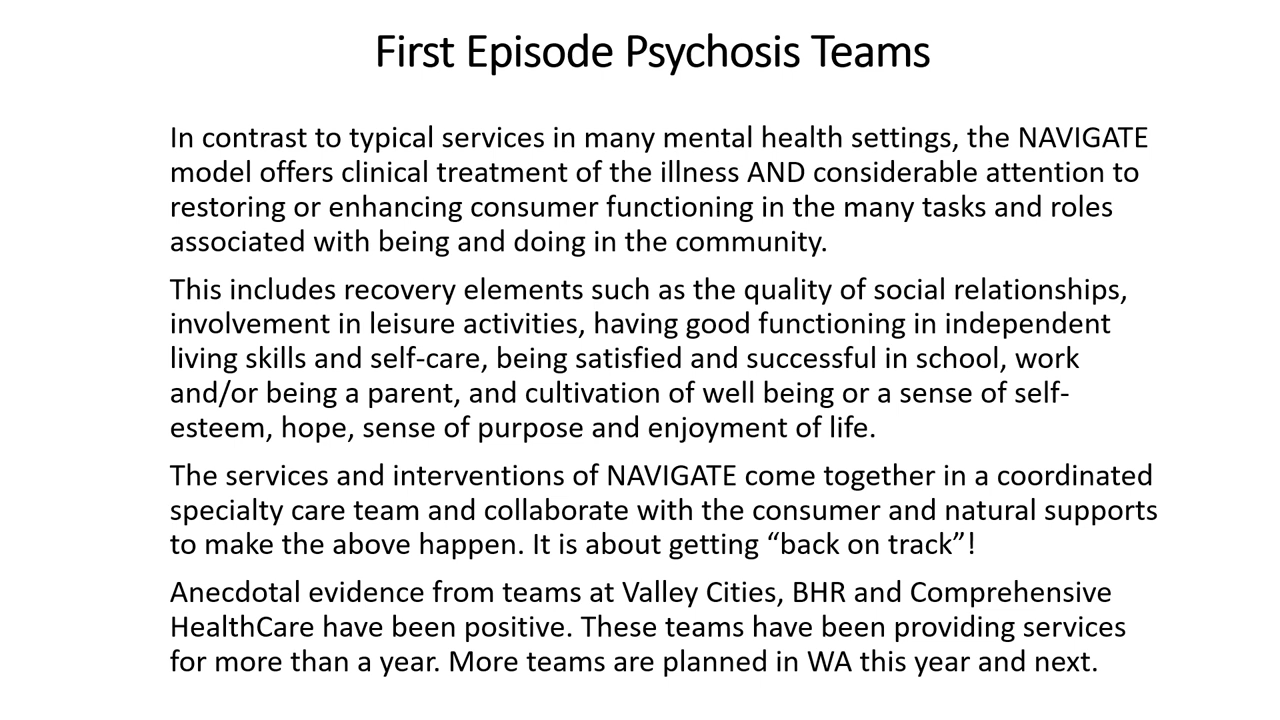 First Episode Psychosis Teams
In contrast to typical services in many mental health settings, the NAVIGATE
model offers clinical treatment of the illness AND considerable attention to
restoring or enhancing consumer functioning in the many tasks and roles
associated with being and doing in the community.
This includes recovery elements such as the quality of social relationships,
involvement in leisure activities, having good functioning in independent
living skills and self-care, being satisfied and successful in school, work
and/or being a parent, and cultivation of well being or a sense of self-
esteem, hope, sense of purpose and enjoyment of life.
The services and interventions of NAVIGATE come together in a coordinated
specialty care team and collaborate with the consumer and natural supports
to make the above happen. It is about getting “back on track”!
Anecdotal evidence from teams at Valley Cities, BHR and Comprehensive
HealthCare have been positive. These teams have been providing services
for more than a year. More teams are planned in WA this year and next.